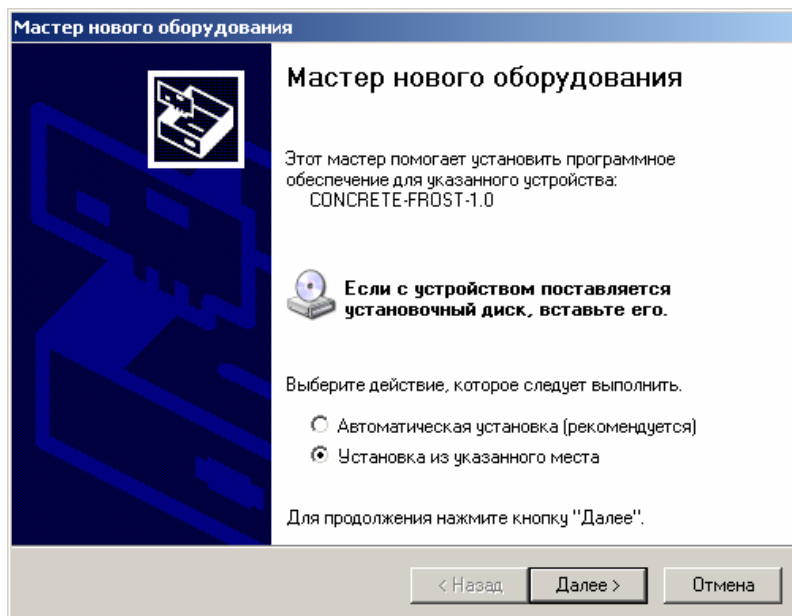 Мастер нового оборудования
Мастер нового оборудования
Этот мастер помогает установить программное
обеспечение для указанного устройства:
CONCRETE-FROST-1.0
Если с устройством поставляется
установочный диск, вставьте его.
Выберите действие, которое следует выполнить.
Автоматическая установка (рекомендуется)
Установка из указанного места
Для продолжения нажмите кнопку "Далее".
< Назад Далее > Отмена